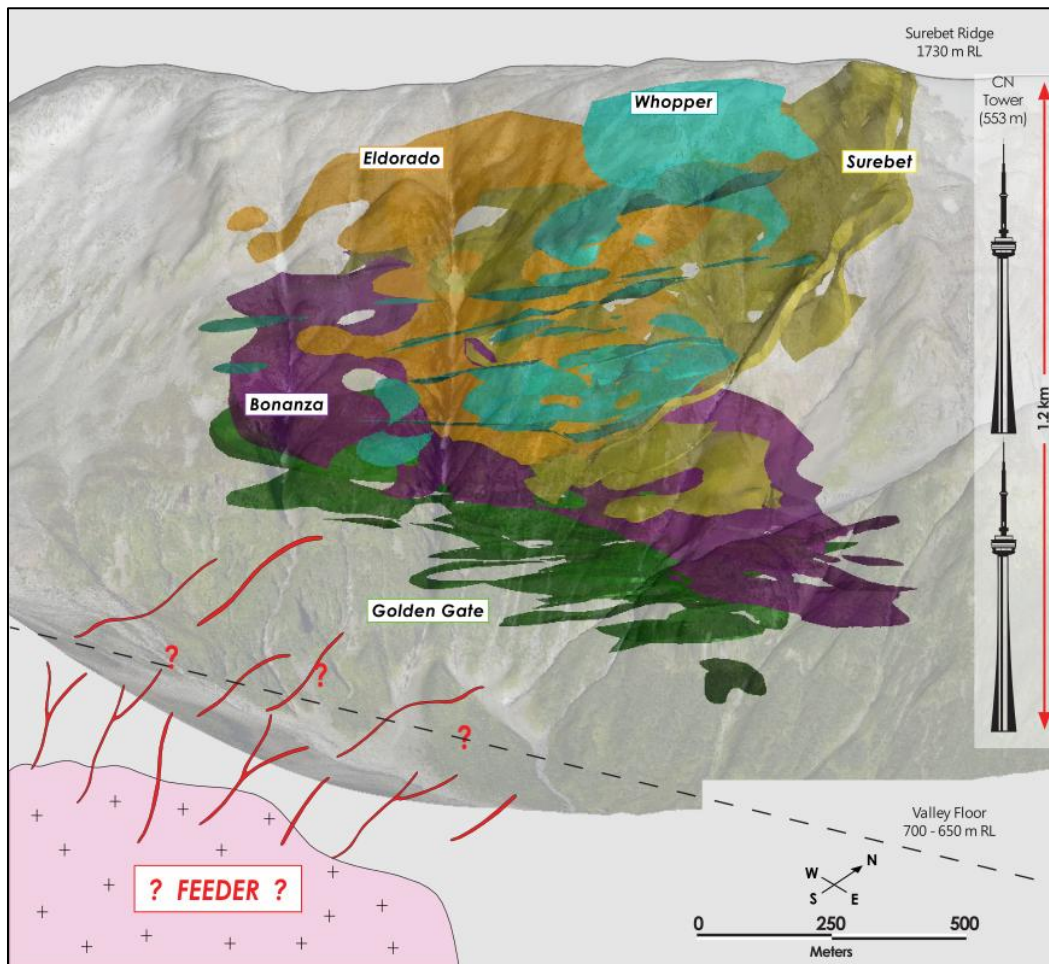 Surebet Ridge
1730 m RL
CN
Tower
(553 m)
Whopper
Eldorado
Surebet
1.2 km
Bonanza
Golden Gate
?
?
?
Valley Floor
700 - 650 m RL
? FEEDER ?
N
W
S
E
0
250
500
Meters